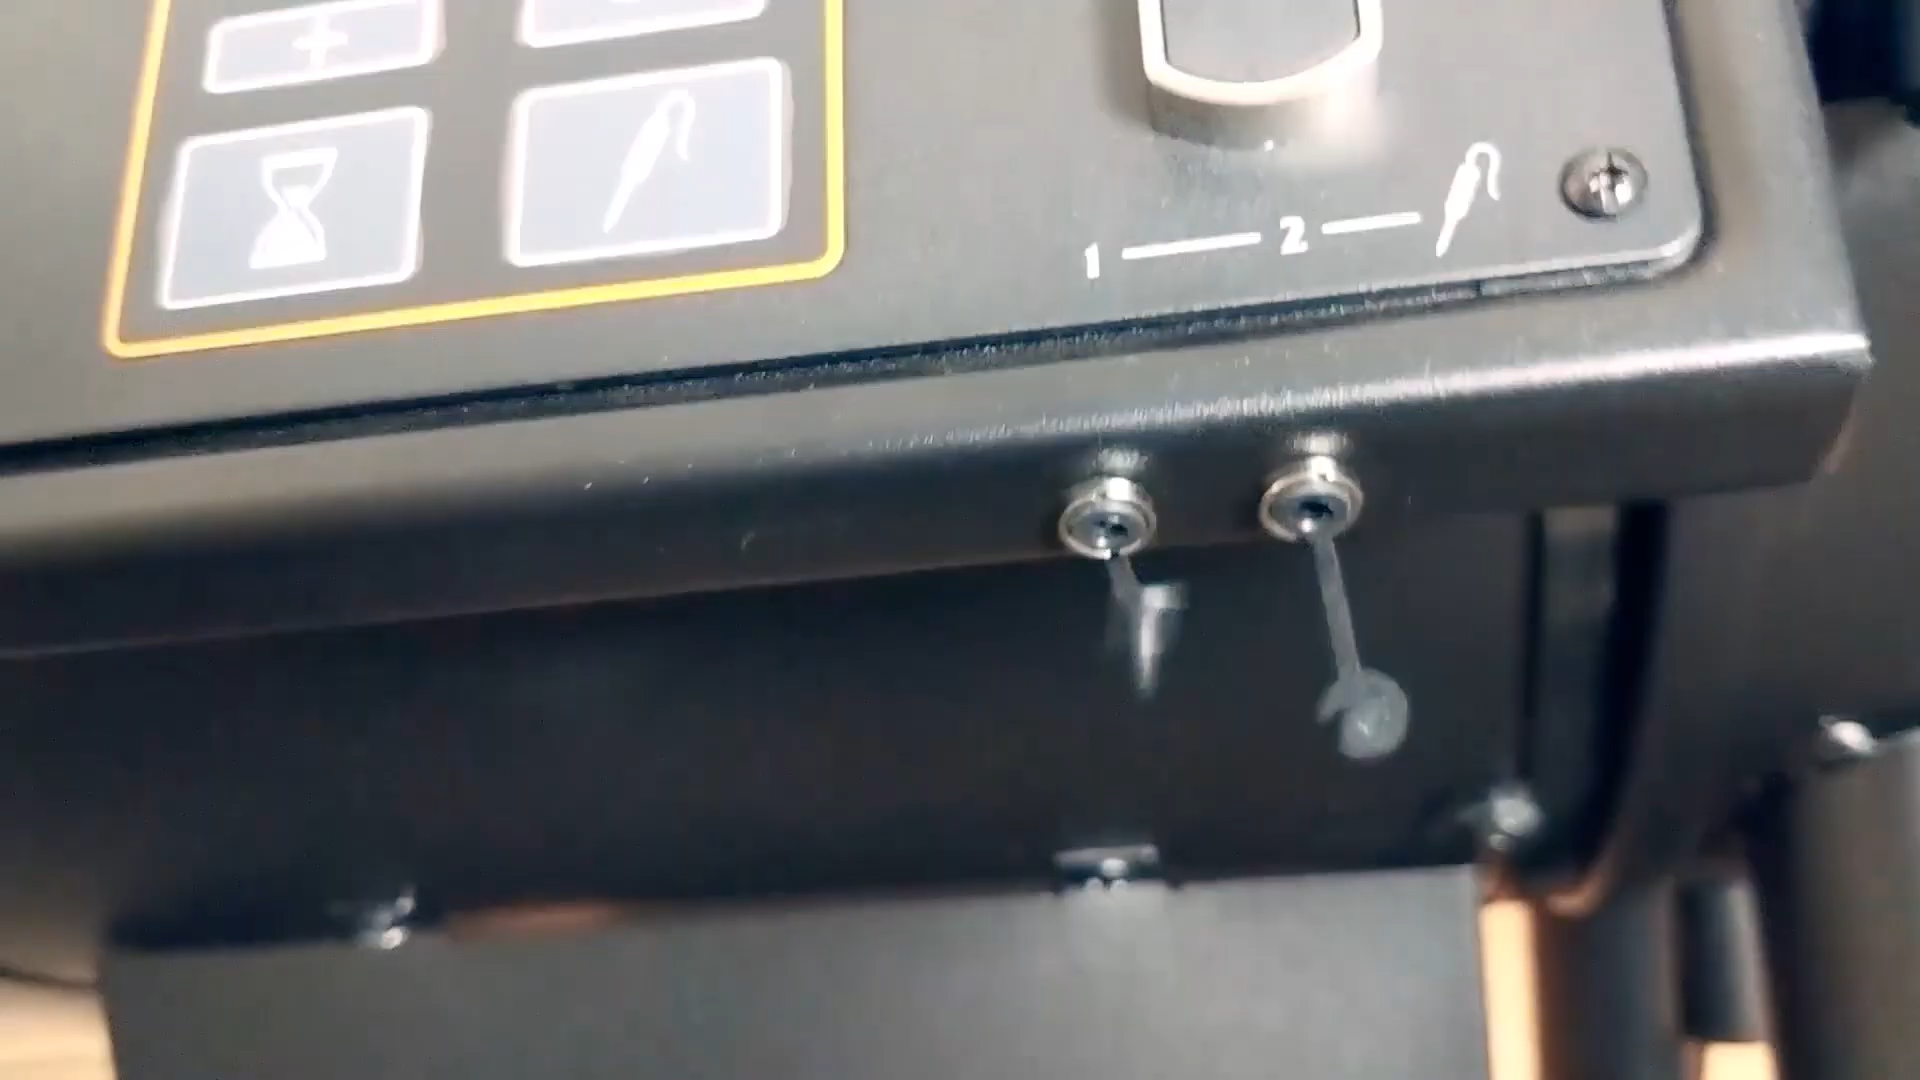 +
1 — 2 —